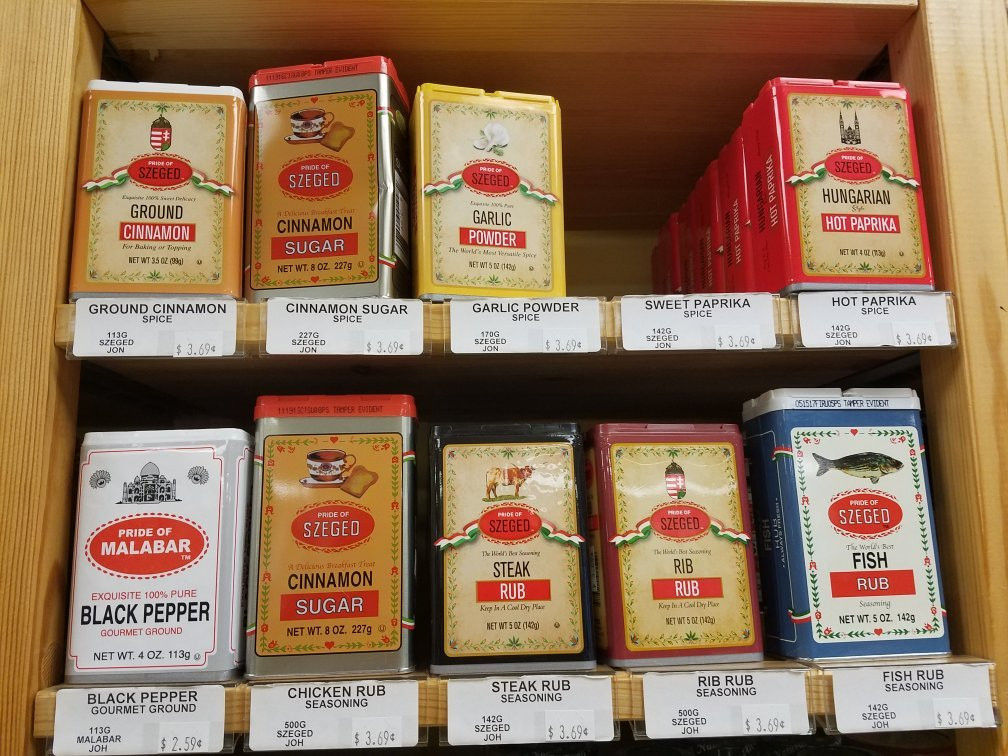 PRIDE OF
SZEGED
Exquisite 100% Sweet Delicacy
GROUND
CINNAMON
For Baking or Topping
NET WT 3.5 OZ (99g)
TAMPER EVIDENT
PRIDE OF
SZEGED
A Delicious Breakfast Treat
CINNAMON
SUGAR
NET WT. 8 OZ. 227g
PRIDE OF
SZEGED
Exquisite 100% Pure
GARLIC
POWDER
The World's Most Versatile Spice
NET WT 5 OZ (142g)
HOT PAPRIKA
HUNGARIAN
HOT PAPRIKA
PRIDE OF
SZEGED
HUNGARIAN
Style
HOT PAPRIKA
NET WT 4 OZ (113g)
GROUND CINNAMON
SPICE
113G
SZEGED
JON
$ 3.69¢
CINNAMON SUGAR
SPICE
227G
SZEGED
JON
$ 3.69¢
GARLIC POWDER
SPICE
170G
SZEGED
JON
$ 3.69¢
SWEET PAPRIKA
SPICE
142G
SZEGED
JON
$ 3.69¢
HOT PAPRIKA
SPICE
142G
SZEGED
JON
$ 3.69¢
PRIDE OF
MALABAR
TM
EXQUISITE 100% PURE
BLACK PEPPER
GOURMET GROUND
NET WT. 4 OZ. 113g
TAMPER EVIDENT
PRIDE OF
SZEGED
A Delicious Breakfast Treat
CINNAMON
SUGAR
NET WT. 8 OZ. 227g
PRIDE OF
SZEGED
The World's Best Seasoning
STEAK
RUB
Keep In A Cool Dry Place
NET WT 5 OZ (142g)
PRIDE OF
SZEGED
The World's Best Seasoning
RIB
RUB
Keep In A Cool Dry Place
NET WT 5 OZ (142g)
TAMPER EVIDENT
FISH
RUB
PRIDE OF
SZEGED
The World's Best
FISH
RUB
Seasoning
NET WT. 5 OZ. 142g
BLACK PEPPER
GOURMET GROUND
113G
MALABAR
JOH
$ 2.59¢
CHICKEN RUB
SEASONING
500G
SZEGED
JOH
$ 3.69¢
STEAK RUB
SEASONING
142G
SZEGED
JOH
$ 3.69¢
RIB RUB
SEASONING
500G
SZEGED
JOH
$ 3.69¢
FISH RUB
SEASONING
142G
SZEGED
JOH
$ 3.69¢